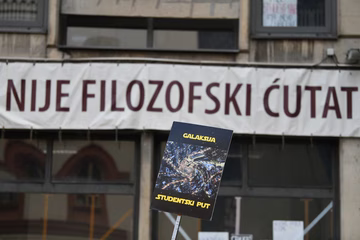 NIJE FILOZOFSKI ĆUTAT
GALAKSIJA
STUDENTSKI PUT